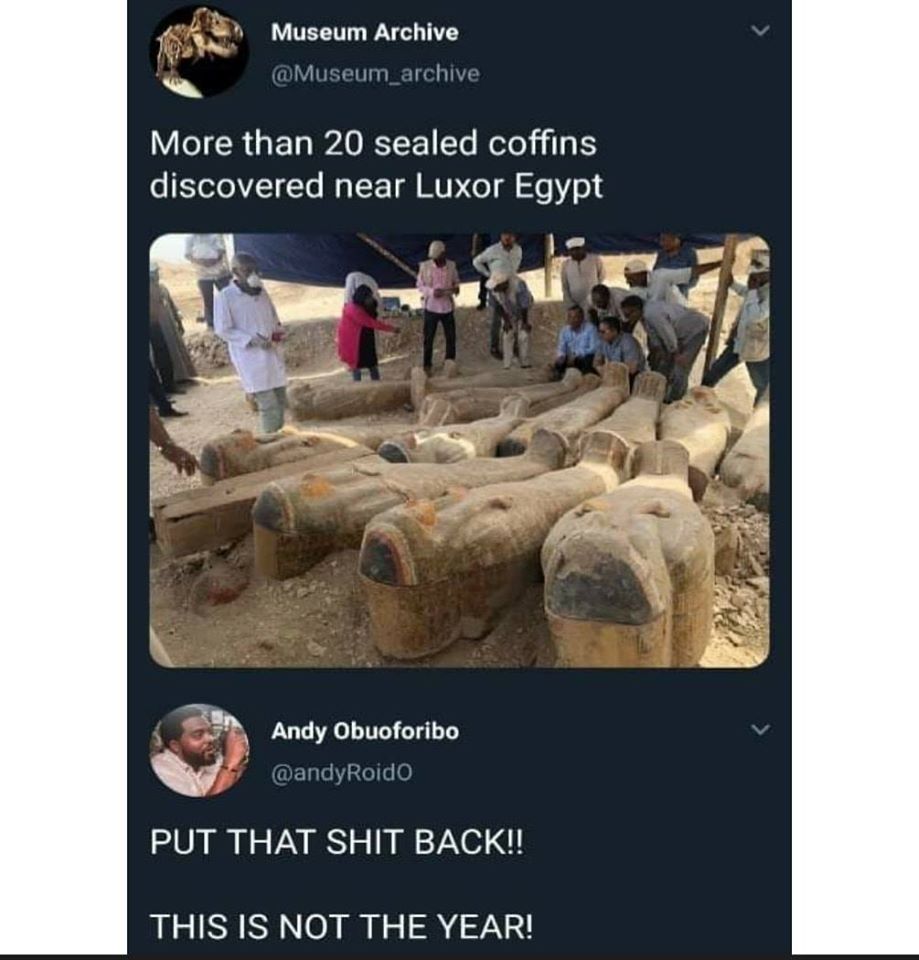 Museum Archive
@Museum_archive
More than 20 sealed coffins
discovered near Luxor Egypt
Andy Obuoforibo
@andyRoidO
PUT THAT SHIT BACK!!
THIS IS NOT THE YEAR!